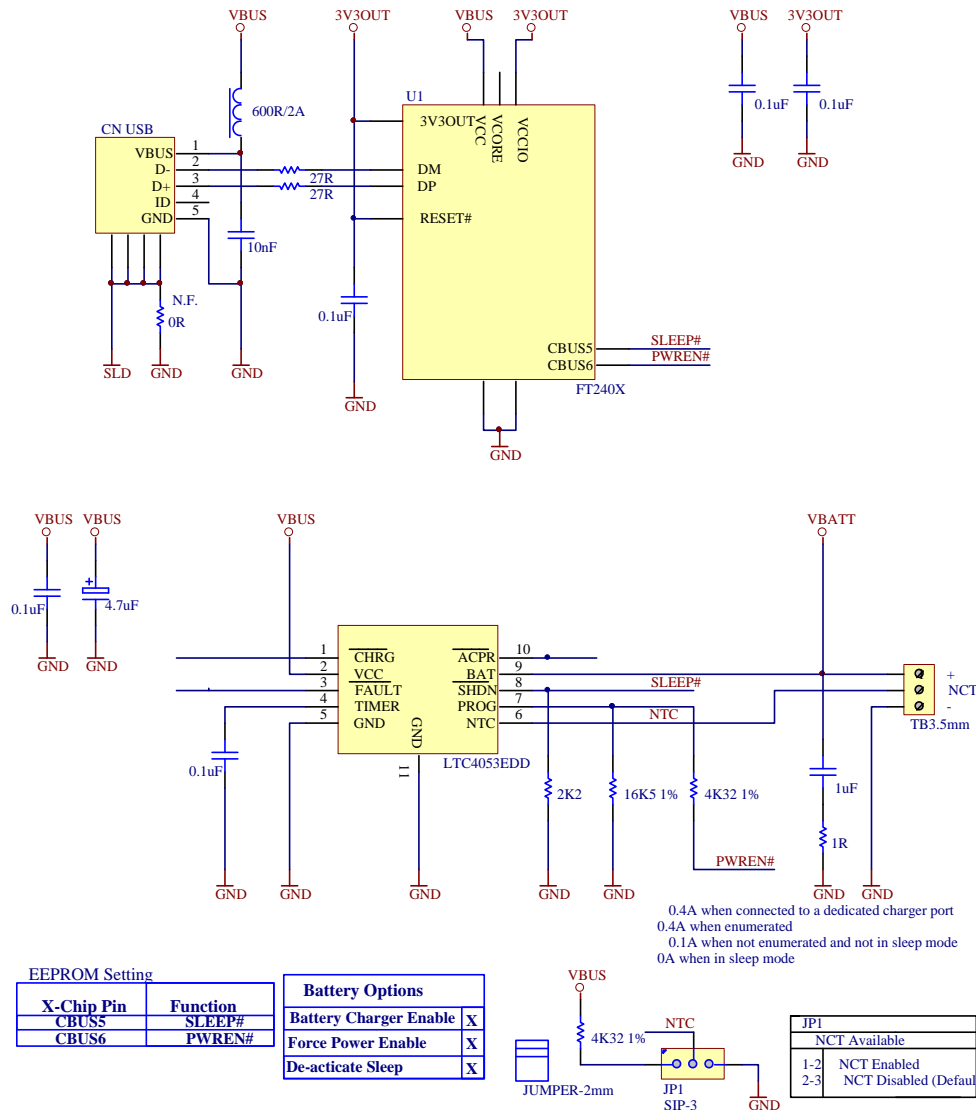 VBUS 3V3OUT VBUS 3V3OUT VBUS 3V3OUT
600R/2A
0.1uF 0.1uF
GND GND
U1
3V3OUT
VCC
VCORE
VCCIO
DM
DP
RESET#
CBUS5
CBUS6
FT240X
SLEEP#
PWREN#
GND
CN USB
VBUS 1
D- 2
D+ 3
ID 4
GND 5
27R
27R
10nF
N.F.
0R
0.1uF
SLD GND GND
GND
VBUS VBUS
0.1uF 4.7uF
GND GND
VBUS
VBATT
1 CHRG
2 VCC
3 FAULT
4 TIMER
5 GND
GND
11
ACPR 10
BAT 9
SHDN 8
PROG 7
NTC 6
LTC4053EDD
SLEEP#
NTC
+
NCT
-
TB3.5mm
0.1uF
2K2
16K5 1%
4K32 1%
1uF
1R
PWREN#
GND GND GND GND GND GND GND
0.4A when connected to a dedicated charger port
0.4A when enumerated
0.1A when not enumerated and not in sleep mode
0A when in sleep mode
EEPROM Setting
X-Chip Pin Function
CBUS5 SLEEP#
CBUS6 PWREN#
Battery Options
Battery Charger Enable X
Force Power Enable X
De-acticate Sleep X
JUMPER-2mm
VBUS
4K32 1%
NTC
JP1
SIP-3
GND
JP1
NCT Available
1-2 NCT Enabled
2-3 NCT Disabled (Defaul